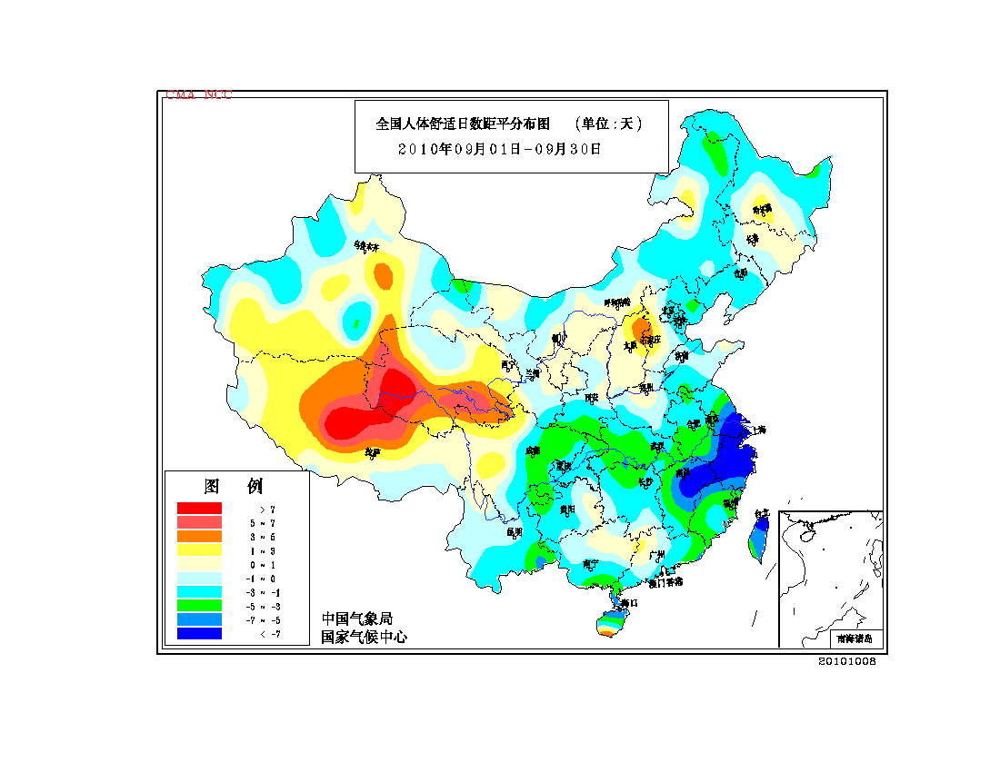 CMA NCC
全国人体舒适日数距平分布图 (单位:天)
2010年09月01日-09月30日
哈尔滨
长春
乌鲁木齐
沈阳
呼和浩特
北京
天津
银川
石家庄
太原
济南
西宁
兰州
郑州
西安
合肥
南京
上海
拉萨
成都
武汉
重庆
南昌
长沙
福州
贵阳
台北
昆明
广州
南宁
澳门 香港
海口
图 例
> 7
5 ~ 7
3 ~ 5
1 ~ 3
0 ~ 1
-1 ~ 0
-3 ~ -1
-5 ~ -3
-7 ~ -5
< -7
中国气象局
国家气候中心
南海诸岛
20101008